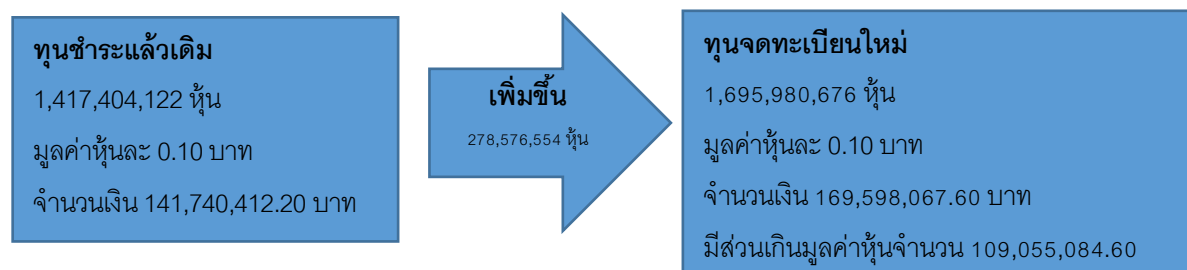 ทุนชำระแล้วเดิม
1,417,404,122 หุ้น
มูลค่าหุ้นละ 0.10 บาท
จำนวนเงิน 141,740,412.20 บาท
เพิ่มขึ้น
278,576,554 หุ้น
ทุนจดทะเบียนใหม่
1,695,980,676 หุ้น
มูลค่าหุ้นละ 0.10 บาท
จำนวนเงิน 169,598,067.60 บาท
มีส่วนเกินมูลค่าหุ้นจำนวน 109,055,084.60